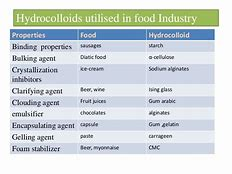 Hydrocolloids utilised in food Industry
Properties Food Hydrocolloid
Binding properties sausages starch
Bulking agent Diatic food α-cellulose
Crystallization inhibitors ice-cream Sodium alginates
Clarifying agent Beer, wine Ising glass
Clouding agent Fruit juices Gum arabic
emulsifier chocolates alginates
Encapsulating agent capsule Gum ,gelatin
Gelling agent paste carrageen
Foam stabilizer Beer, mayonnaise CMC